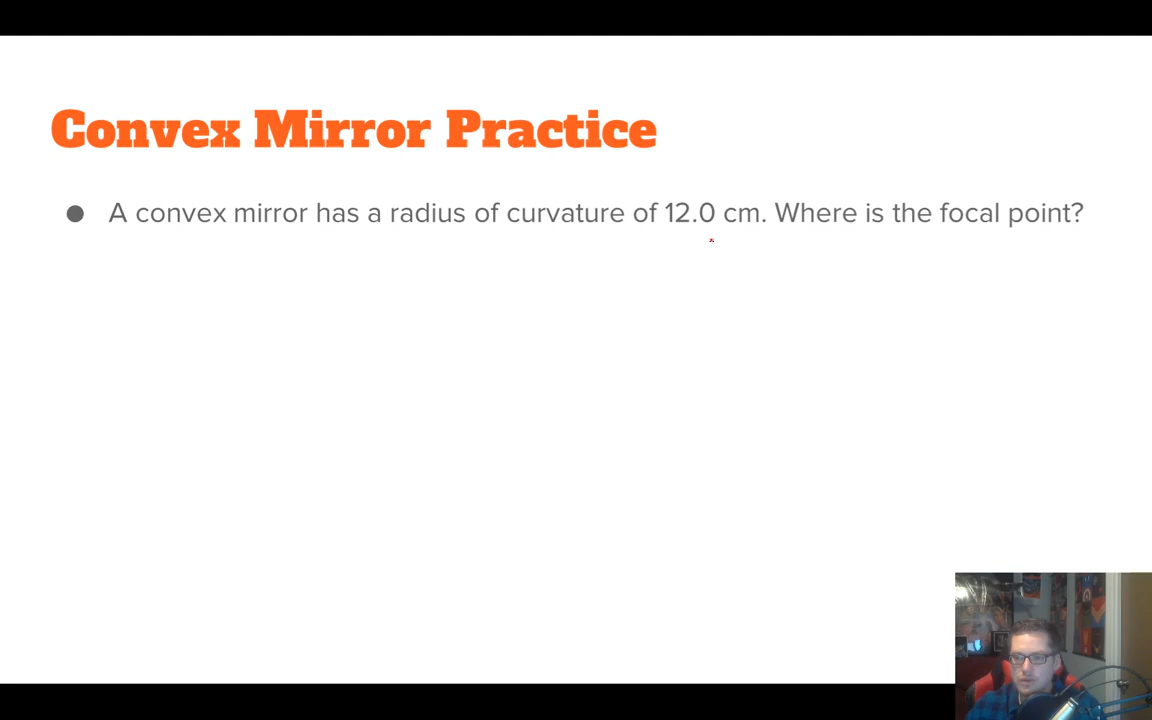 Convex Mirror Practice
● A convex mirror has a radius of curvature of 12.0 cm. Where is the focal point?